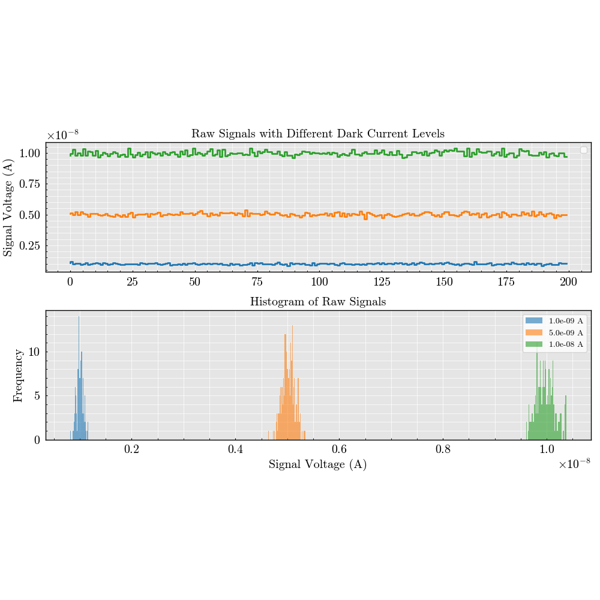 Raw Signals with Different Dark Current Levels
×10⁻⁸
Signal Voltage (A)
1.00
0.75
0.50
0.25
0 25 50 75 100 125 150 175 200
Histogram of Raw Signals
Frequency
10
5
0
1.0e-09 A
5.0e-09 A
1.0e-08 A
0.2 0.4 0.6 0.8 1.0
Signal Voltage (A)
×10⁻⁸